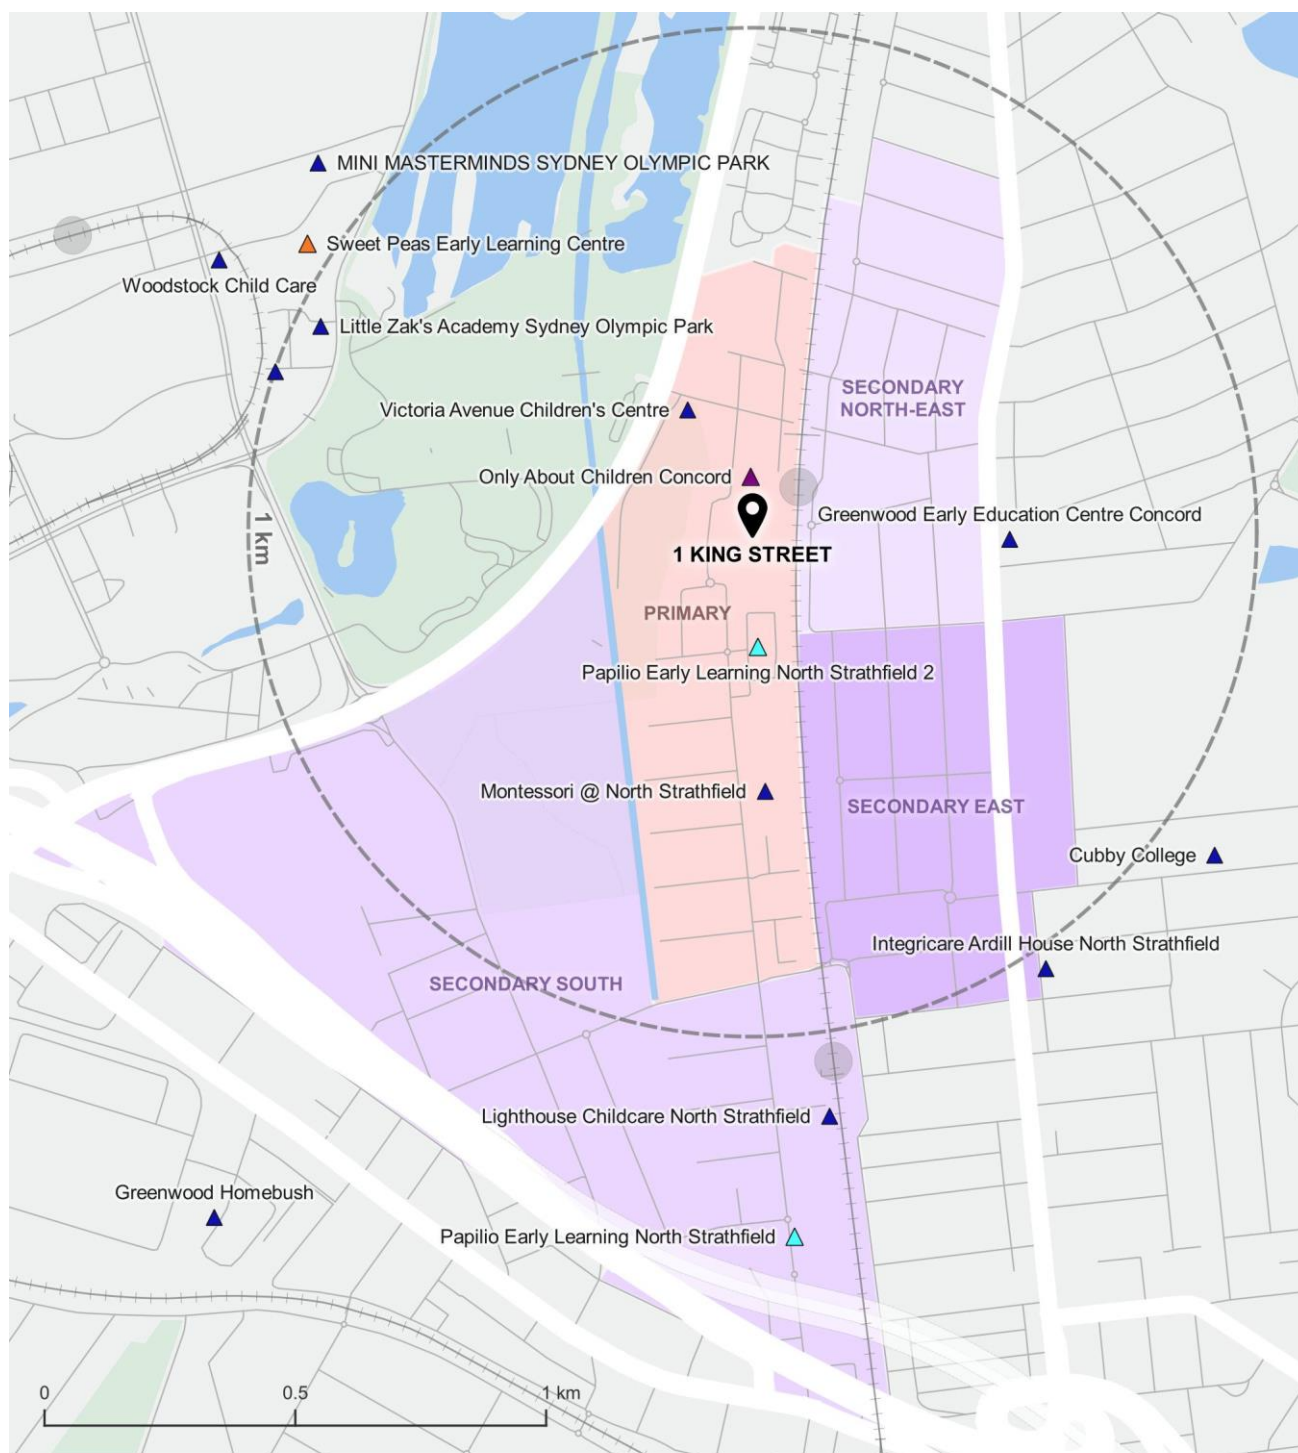 MINI MASTERMINDS SYDNEY OLYMPIC PARK
Sweet Peas Early Learning Centre
Woodstock Child Care
Little Zak's Academy Sydney Olympic Park
SECONDARY
NORTH-EAST
Victoria Avenue Children's Centre
Only About Children Concord
Greenwood Early Education Centre Concord
1 km
1 KING STREET
PRIMARY
Papilio Early Learning North Strathfield 2
Montessori @ North Strathfield
SECONDARY EAST
Cubby College
Integricare Ardill House North Strathfield
SECONDARY SOUTH
Lighthouse Childcare North Strathfield
Greenwood Homebush
Papilio Early Learning North Strathfield
0 0.5 1 km